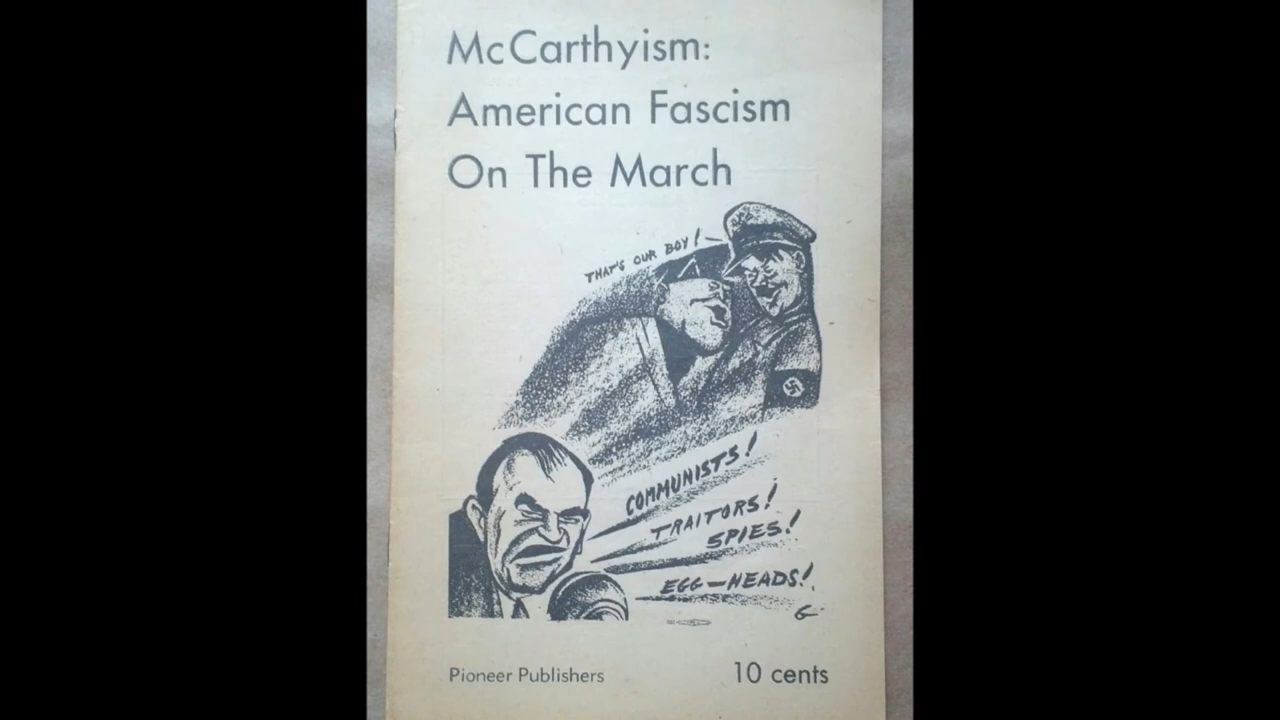 McCarthyism:
American Fascism
On The March
THAT'S OUR BOY! —
COMMUNISTS!
TRAITORS!
SPIES!
EGG—HEADS!
G
Pioneer Publishers
10 cents